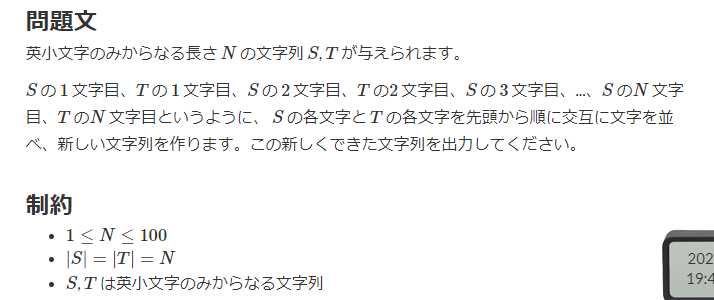 問題文
英小文字のみからなる長さ N の文字列 S, T が与えられます。
S の 1 文字目、T の 1 文字目、S の 2 文字目、T の2 文字目、S の 3 文字目、...、S のN 文字
目、T のN 文字目というように、 S の各文字と T の各文字を先頭から順に交互に文字を並
べ、新しい文字列を作ります。この新しくできた文字列を出力してください。
制約
• 1 ≤ N ≤ 100
• |S| = |T| = N
• S, T は英小文字のみからなる文字列
202
19:4